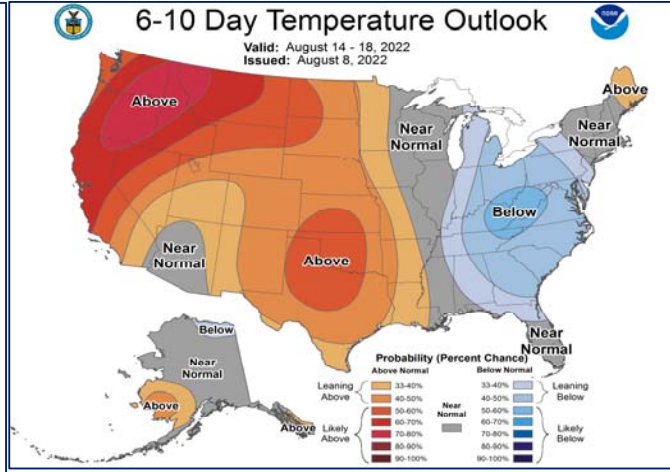 6-10 Day Temperature Outlook
Valid: August 14 - 18, 2022
Issued: August 8, 2022
noaa
Above
Near
Normal
Above
Near
Normal
Below
Near
Normal
Above
Near
Normal
Below
Near
Normal
Above
Above
Probability (Percent Chance)
Above Normal
Below Normal
Leaning
Above
Likely
Above
33-40%
40-50%
50-60%
60-70%
70-80%
80-90%
90-100%
Near
Normal
33-40%
40-50%
50-60%
60-70%
70-80%
80-90%
90-100%
Leaning
Below
Likely
Below